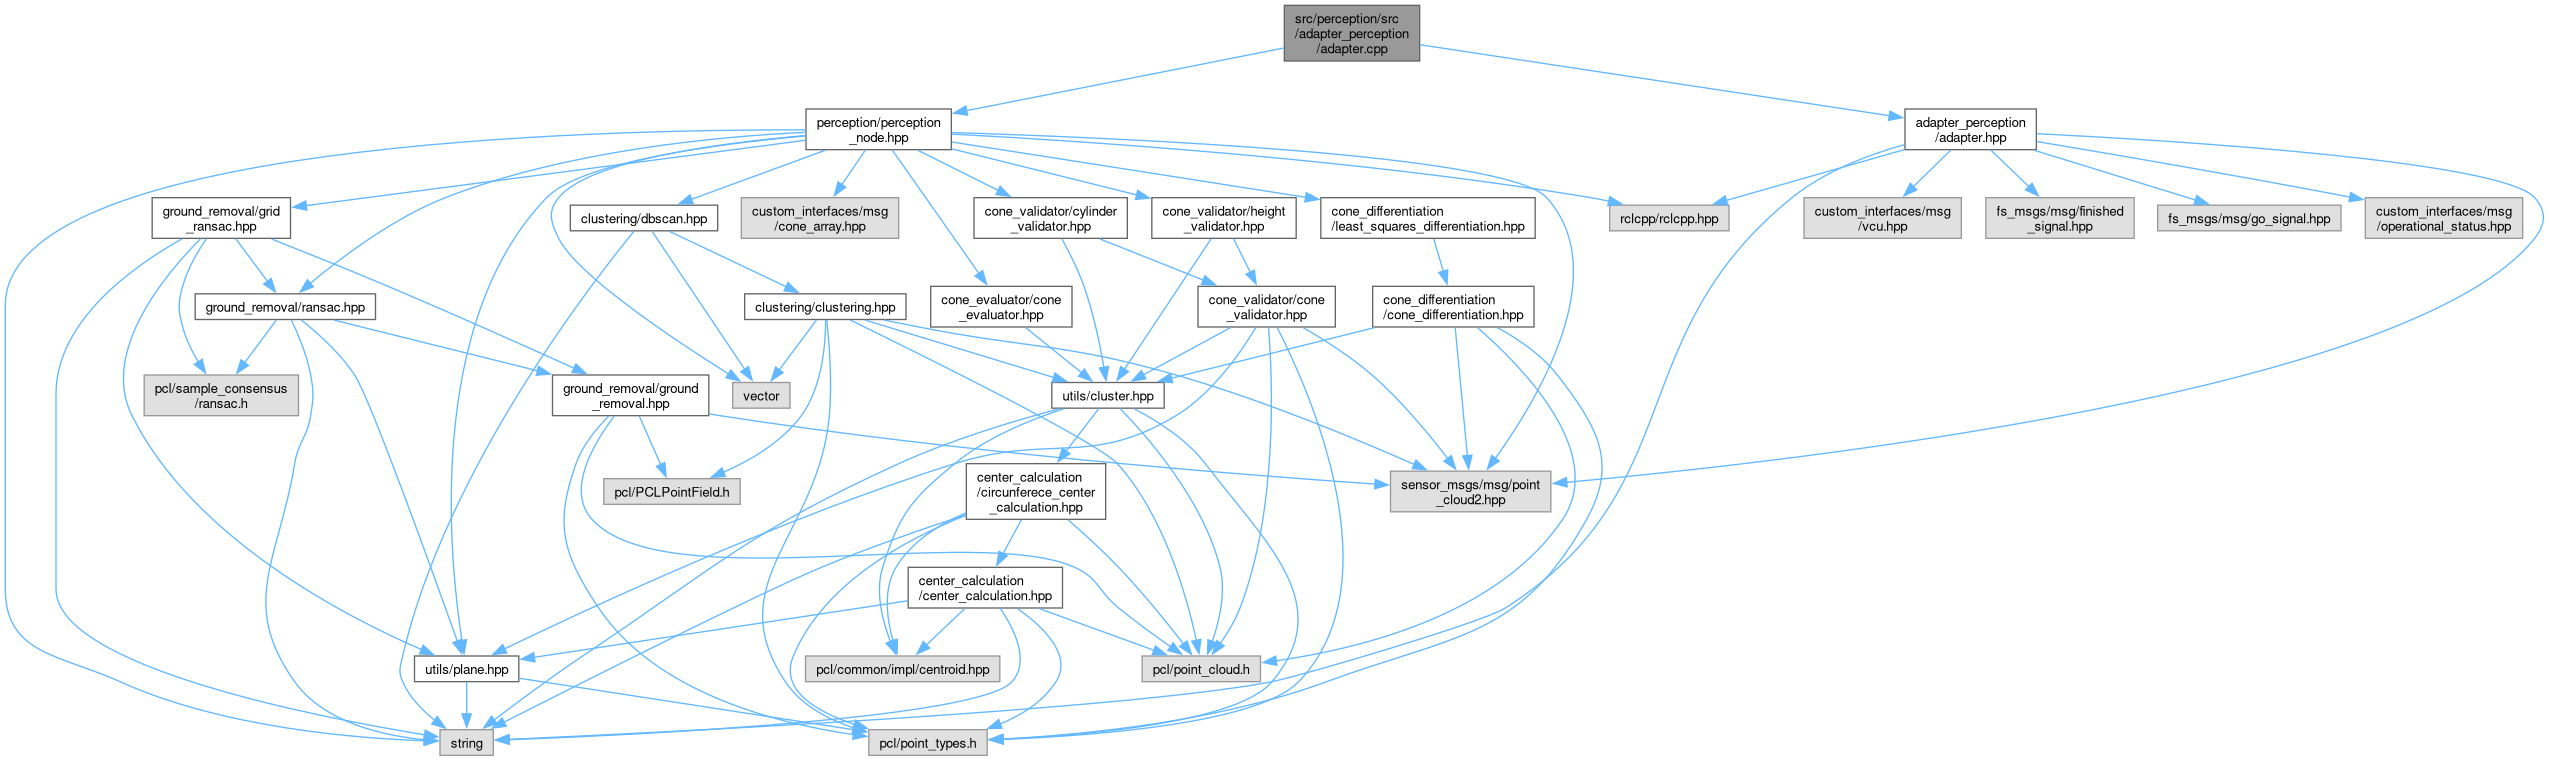 src/perception/src
/adapter_perception
/adapter.cpp
perception/perception
_node.hpp
adapter_perception
/adapter.hpp
ground_removal/grid
_ransac.hpp
clustering/dbscan.hpp
custom_interfaces/msg
/cone_array.hpp
cone_validator/cylinder
_validator.hpp
cone_validator/height
_validator.hpp
cone_differentiation
/least_squares_differentiation.hpp
rclcpp/rclcpp.hpp
custom_interfaces/msg
/vcu.hpp
fs_msgs/msg/finished
_signal.hpp
fs_msgs/msg/go_signal.hpp
custom_interfaces/msg
/operational_status.hpp
ground_removal/ransac.hpp
clustering/clustering.hpp
cone_evaluator/cone
_evaluator.hpp
cone_validator/cone
_validator.hpp
cone_differentiation
/cone_differentiation.hpp
pcl/sample_consensus
/ransac.h
ground_removal/ground
_removal.hpp
vector
utils/cluster.hpp
pcl/PCLPointField.h
center_calculation
/circunferece_center
_calculation.hpp
sensor_msgs/msg/point
_cloud2.hpp
center_calculation
/center_calculation.hpp
utils/plane.hpp
pcl/common/impl/centroid.hpp
pcl/point_cloud.h
string
pcl/point_types.h